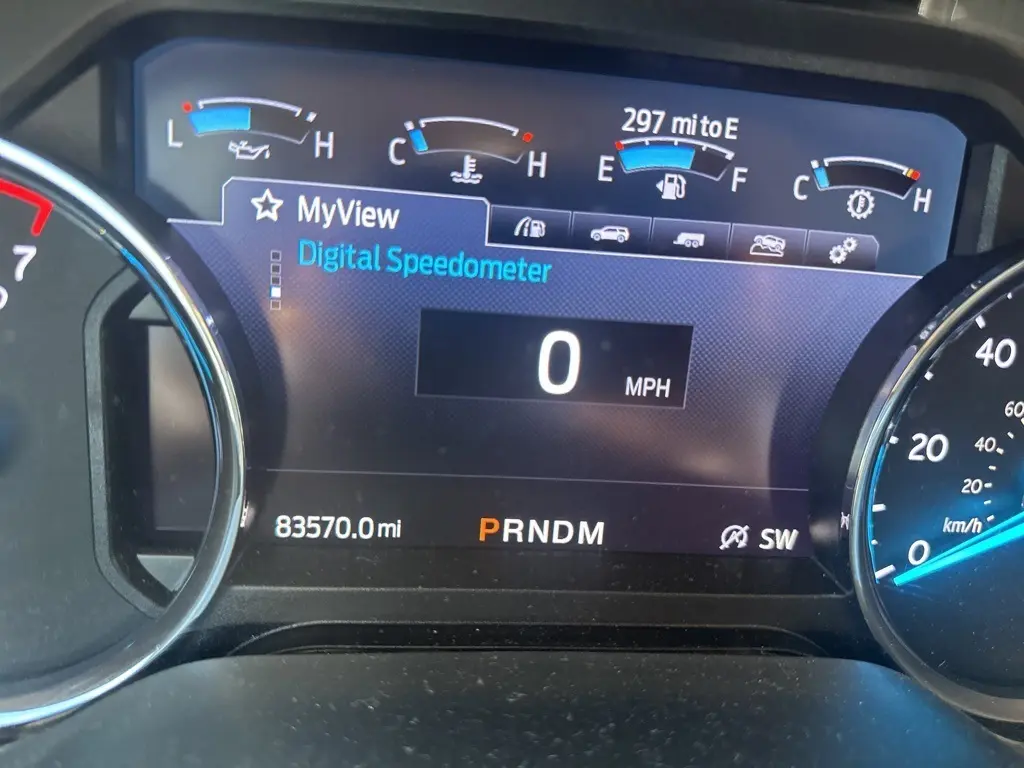 297 mi to E
L H
C H
E F
C H
MyView
Digital Speedometer
0 MPH
83570.0 mi
PRNDM
SW
7
40
20
0
60
40
20
km/h